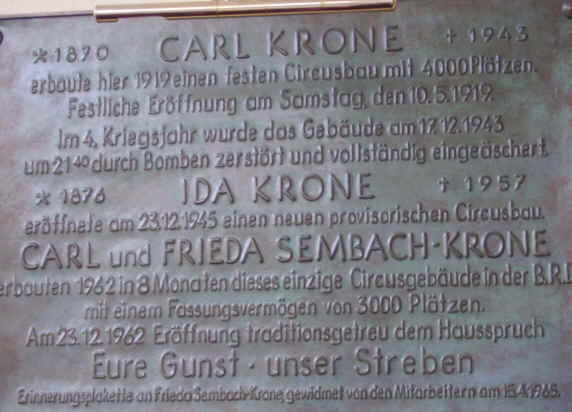 * 1870 CARL KRONE † 1943
erbaute hier 1919 einen festen Circusbau mit 4000 Plätzen.
Festliche Eröffnung am Samstag, den 10.5.1919.
Im 4. Kriegsjahr wurde das Gebäude am 17.12.1943
um 21⁴⁰ durch Bomben zerstört und vollständig eingeäschert.
* 1876 IDA KRONE † 1957
eröffnete am 23.12.1945 einen neuen provisorischen Circusbau.
CARL und FRIEDA SEMBACH-KRONE
erbauten 1962 in 8 Monaten dieses einzige Circusgebäude in der B.R.D.
mit einem Fassungsvermögen von 3000 Plätzen.
Am 23.12.1962 Eröffnung traditionsgetreu dem Hausspruch
Eure Gunst · unser Streben
Erinnerungsplakette an Frieda Sembach-Krone, gewidmet von den Mitarbeitern am 15.4.1965.